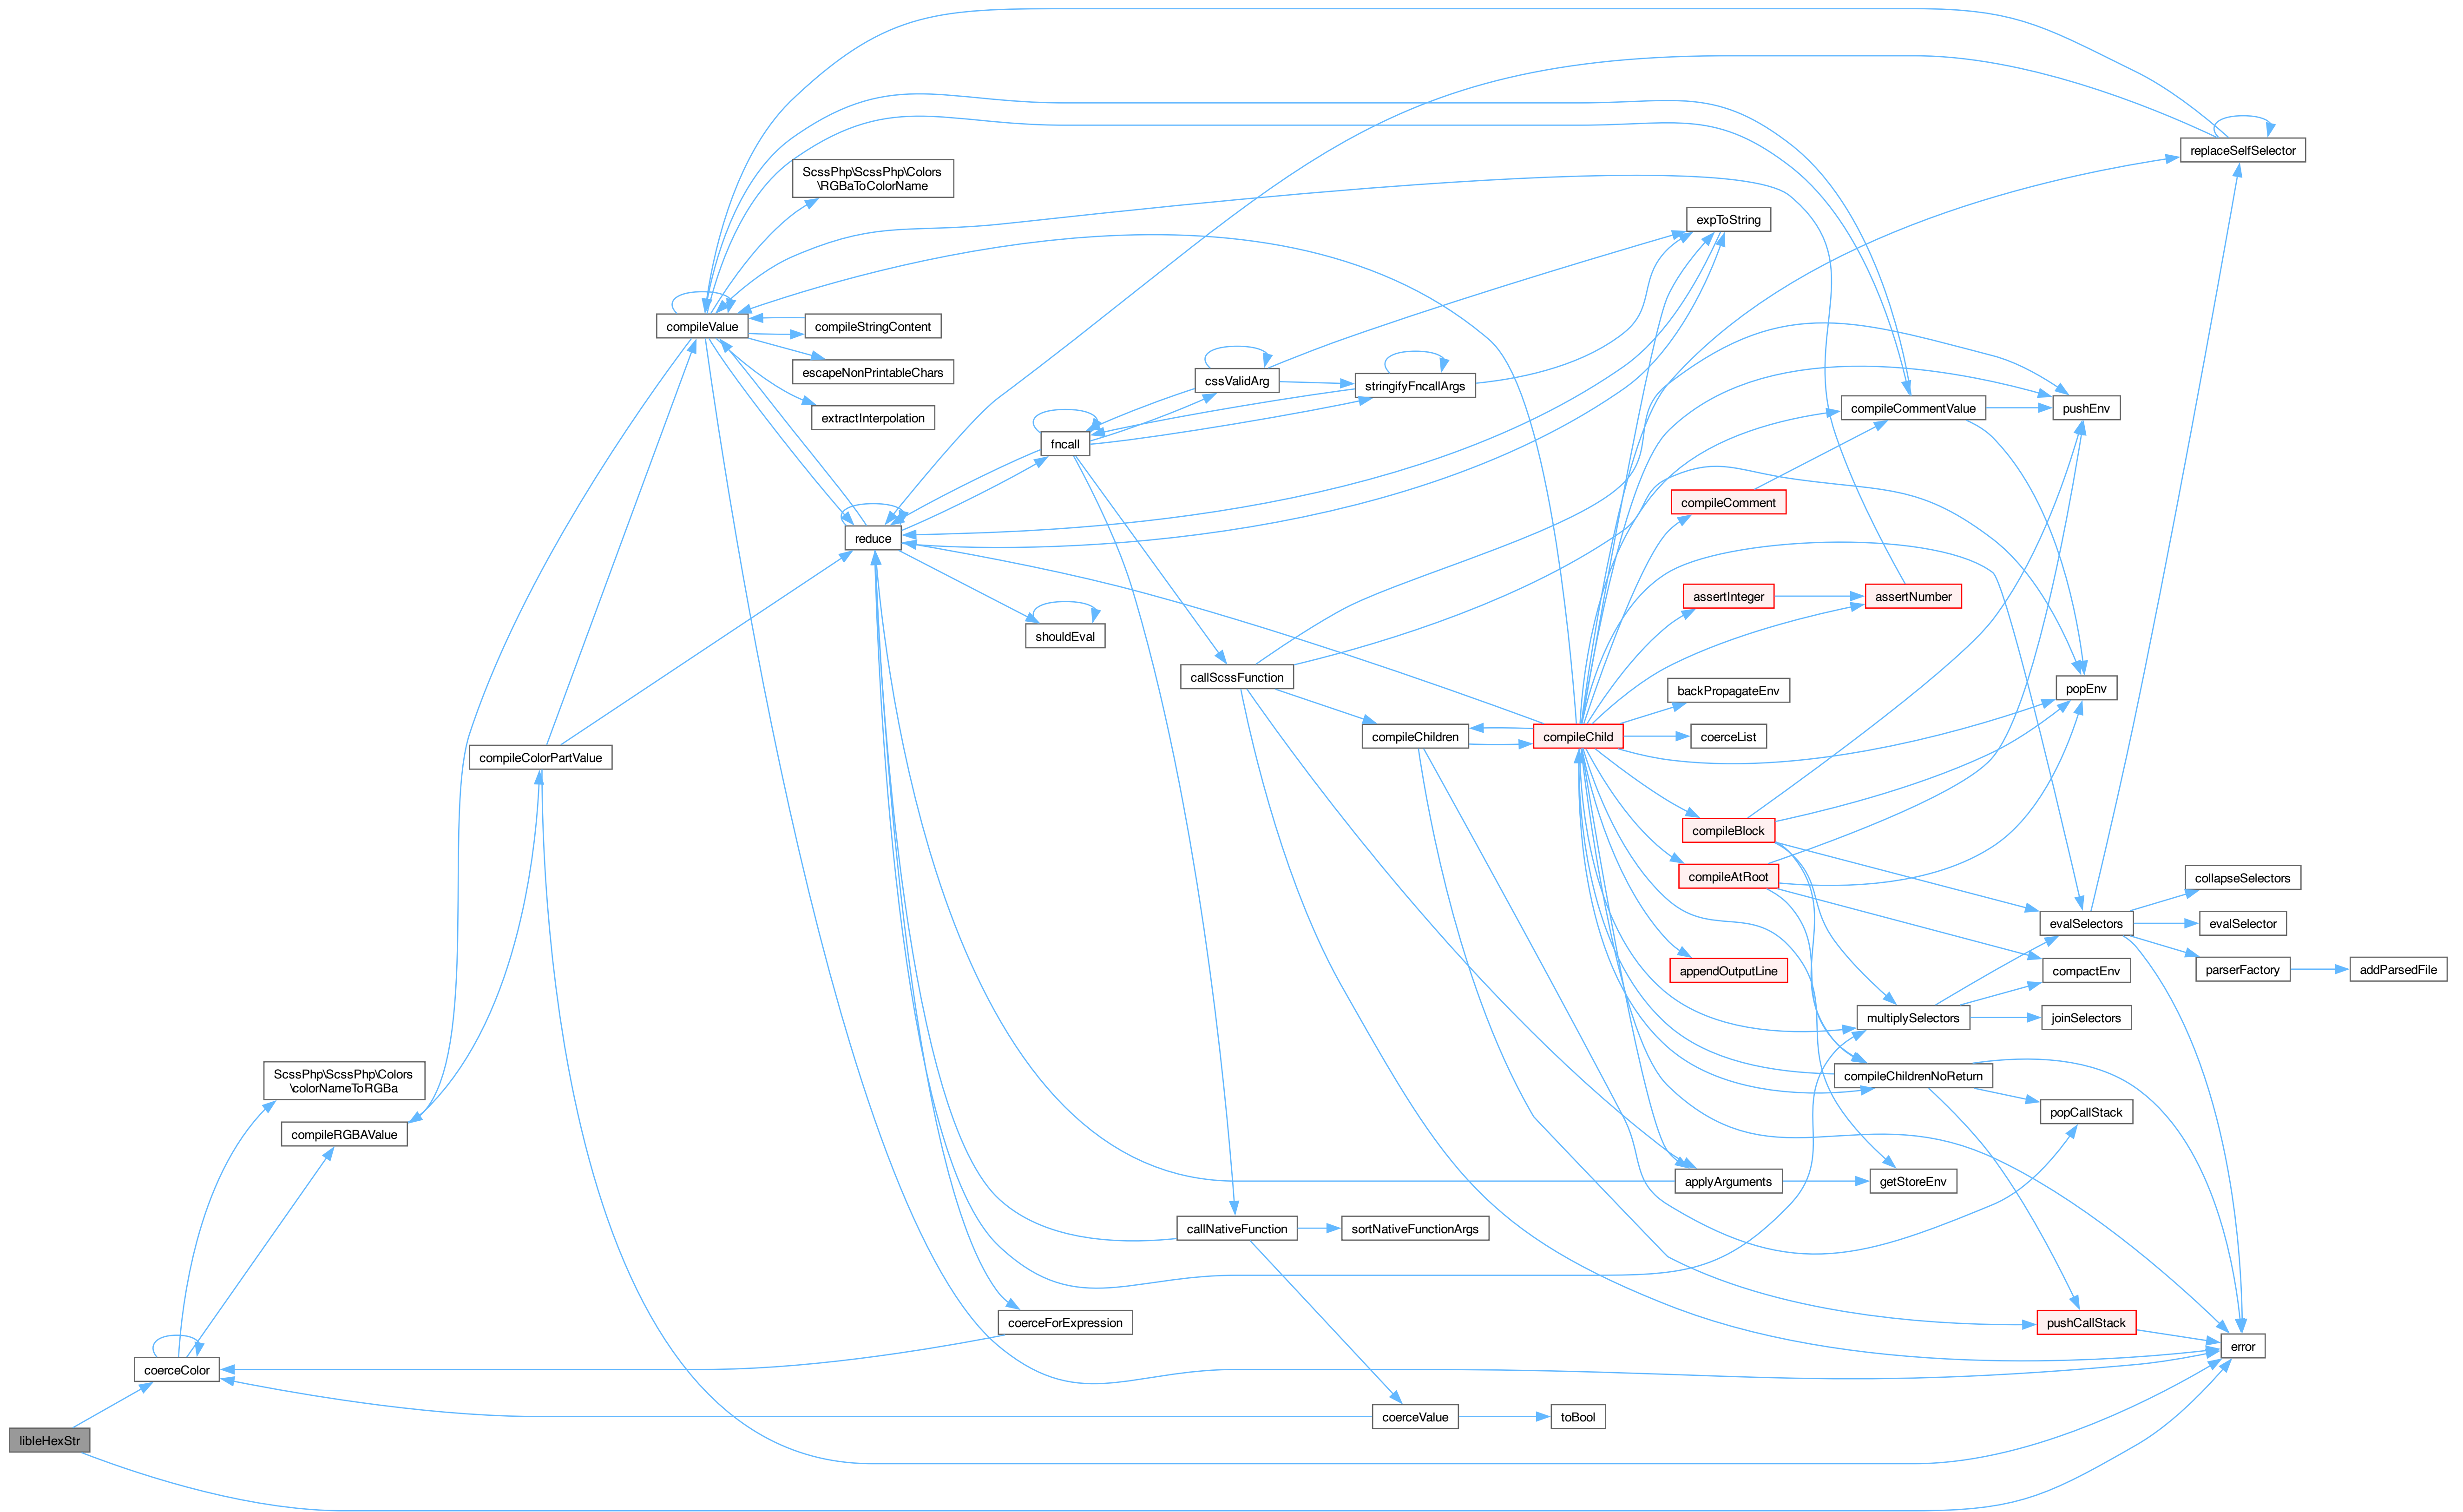 replaceSelfSelector
ScssPhp\ScssPhp\Colors
\RGBaToColorName
expToString
compileValue
compileStringContent
escapeNonPrintableChars
cssValidArg
stringifyFncallArgs
compileCommentValue
pushEnv
extractInterpolation
fncall
compileComment
reduce
assertInteger
assertNumber
shouldEval
callScssFunction
backPropagateEnv
popEnv
compileColorPartValue
compileChildren
compileChild
coerceList
compileBlock
compileAtRoot
collapseSelectors
evalSelectors
evalSelector
appendOutputLine
compactEnv
parserFactory
addParsedFile
multiplySelectors
joinSelectors
ScssPhp\ScssPhp\Colors
\colorNameToRGBa
compileChildrenNoReturn
popCallStack
compileRGBAValue
applyArguments
getStoreEnv
callNativeFunction
sortNativeFunctionArgs
coerceForExpression
pushCallStack
error
coerceColor
coerceValue
toBool
libleHexStr